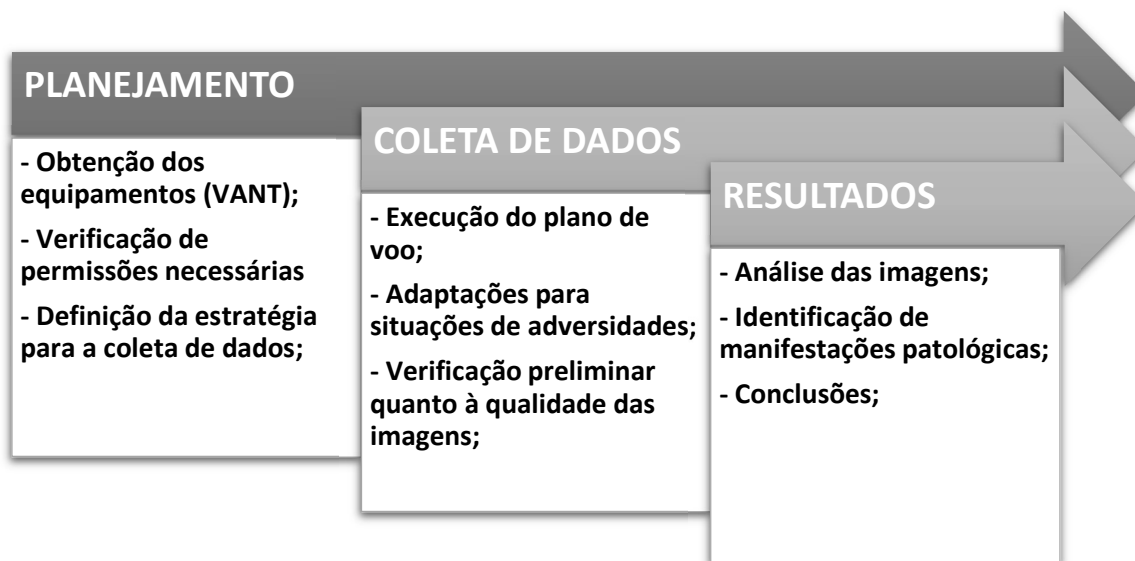 PLANEJAMENTO
- Obtenção dos
equipamentos (VANT);
- Verificação de
permissões necessárias
- Definição da estratégia
para a coleta de dados;
COLETA DE DADOS
- Execução do plano de
voo;
- Adaptações para
situações de adversidades;
- Verificação preliminar
quanto à qualidade das
imagens;
RESULTADOS
- Análise das imagens;
- Identificação de
manifestações patológicas;
- Conclusões;